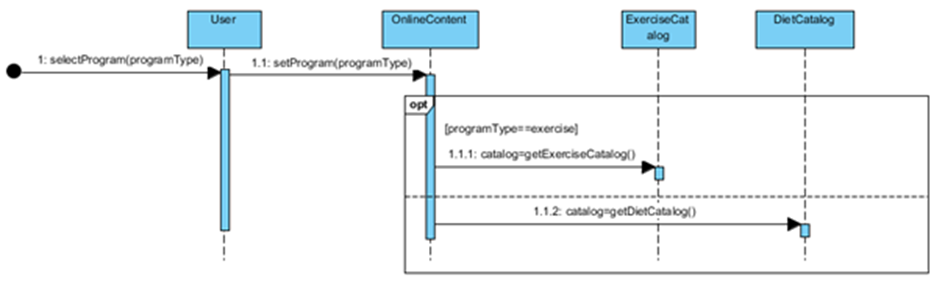 User
OnlineContent
ExerciseCat
alog
DietCatalog
1: selectProgram(programType)
1.1: setProgram(programType)
opt
[programType==exercise]
1.1.1: catalog=getExerciseCatalog()
1.1.2: catalog=getDietCatalog()